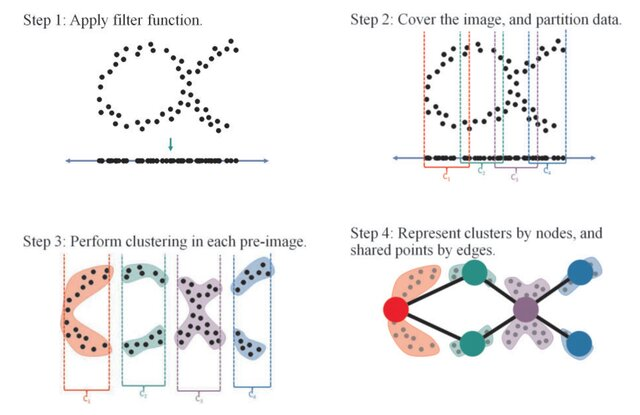 Step 1: Apply filter function.
Step 2: Cover the image, and partition data.
C₁
C₂
C₃
C₄
Step 3: Perform clustering in each pre-image.
C₁
C₂
C₃
C₄
Step 4: Represent clusters by nodes, and
shared points by edges.